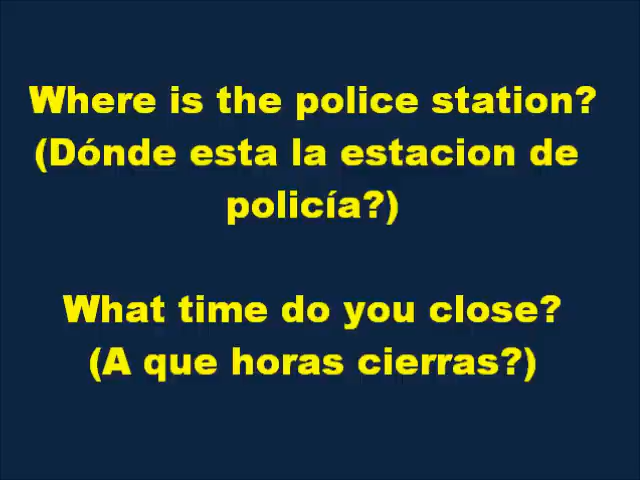 Where is the police station?
(Dónde esta la estacion de
policía?)
What time do you close?
(A que horas cierras?)